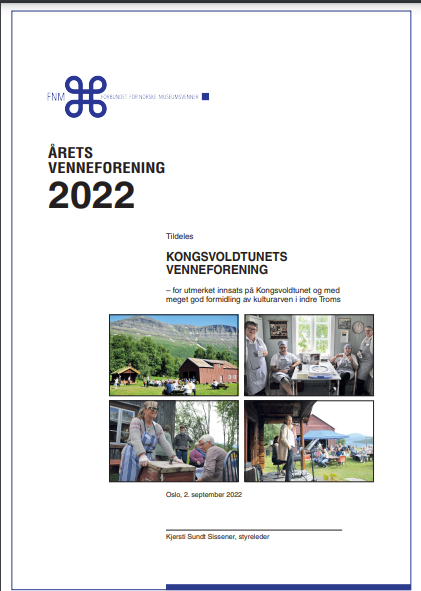 FNM FORBUNDET FOR NORSKE MUSEUMSVENNER
ÅRETS
VENNEFORENING
2022
Tildeles
KONGSVOLDTUNETS
VENNEFORENING
– for utmerket innsats på Kongsvoldtunet og med
meget god formidling av kulturarven i indre Troms
Oslo, 2. september 2022
Kjersti Sundt Sissener, styreleder